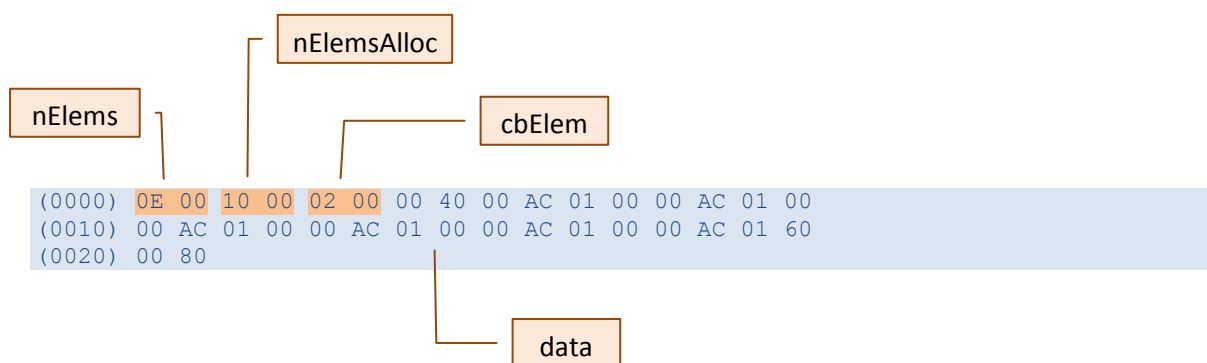 nElemsAlloc
nElems
cbElem
(0000) 0E 00 10 00 02 00 00 40 00 AC 01 00 00 AC 01 00
(0010) 00 AC 01 00 00 AC 01 00 00 AC 01 00 00 AC 01 60
(0020) 00 80
data